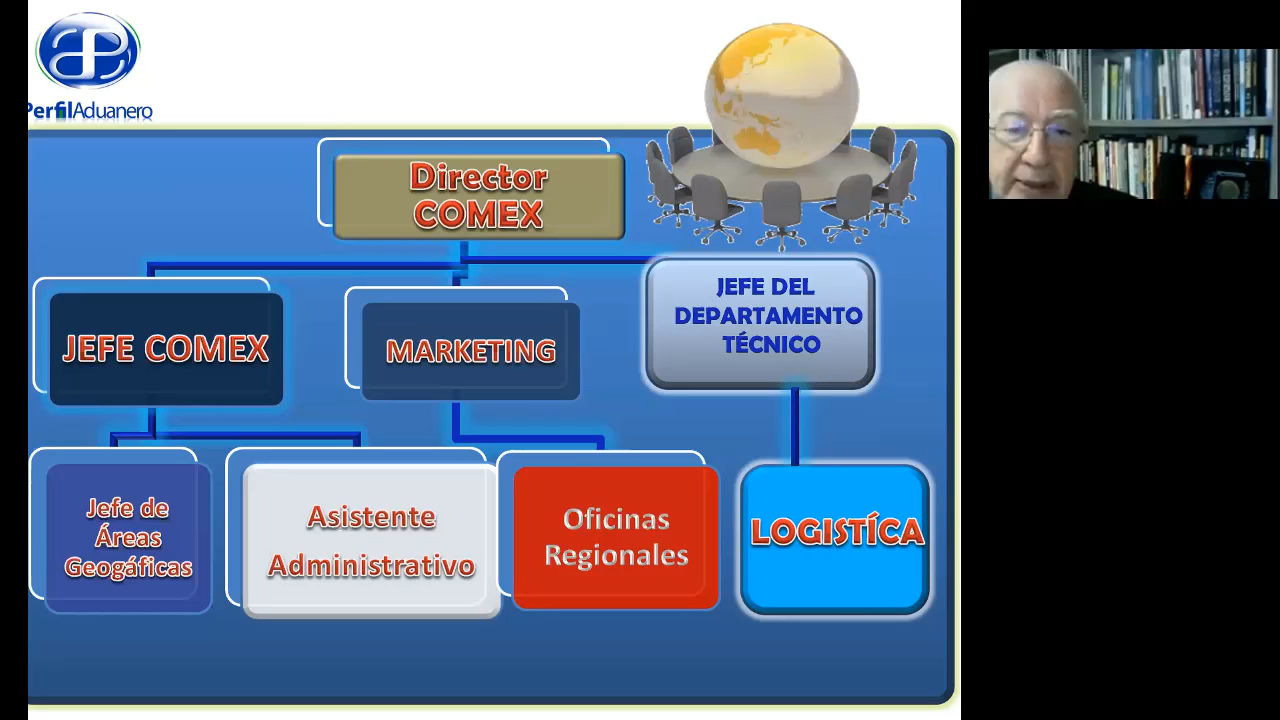 PerfilAduanero
Director
COMEX
JEFE COMEX
MARKETING
JEFE DEL
DEPARTAMENTO
TÉCNICO
Jefe de
Áreas
Geogáficas
Asistente
Administrativo
Oficinas
Regionales
LOGISTÍCA